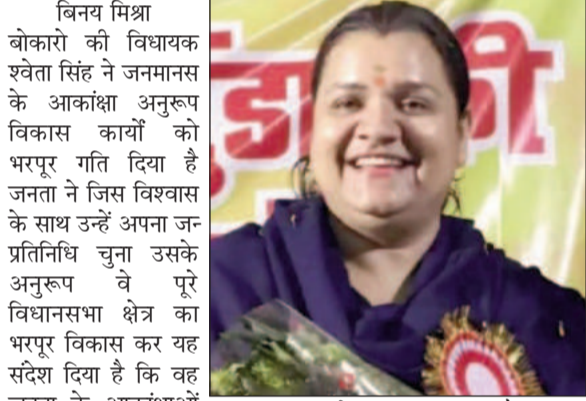 बिनय मिश्रा
बोकारो की विधायक
श्वेता सिंह ने जनमानस
के आकांक्षा अनुरूप
विकास कार्यों को
भरपूर गति दिया है
जनता ने जिस विश्वास
के साथ उन्हें अपना जन-
प्रतिनिधि चुना उसके
अनुरूप वे पूरे
विधानसभा क्षेत्र का
भरपूर विकास कर यह
संदेश दिया है कि वह